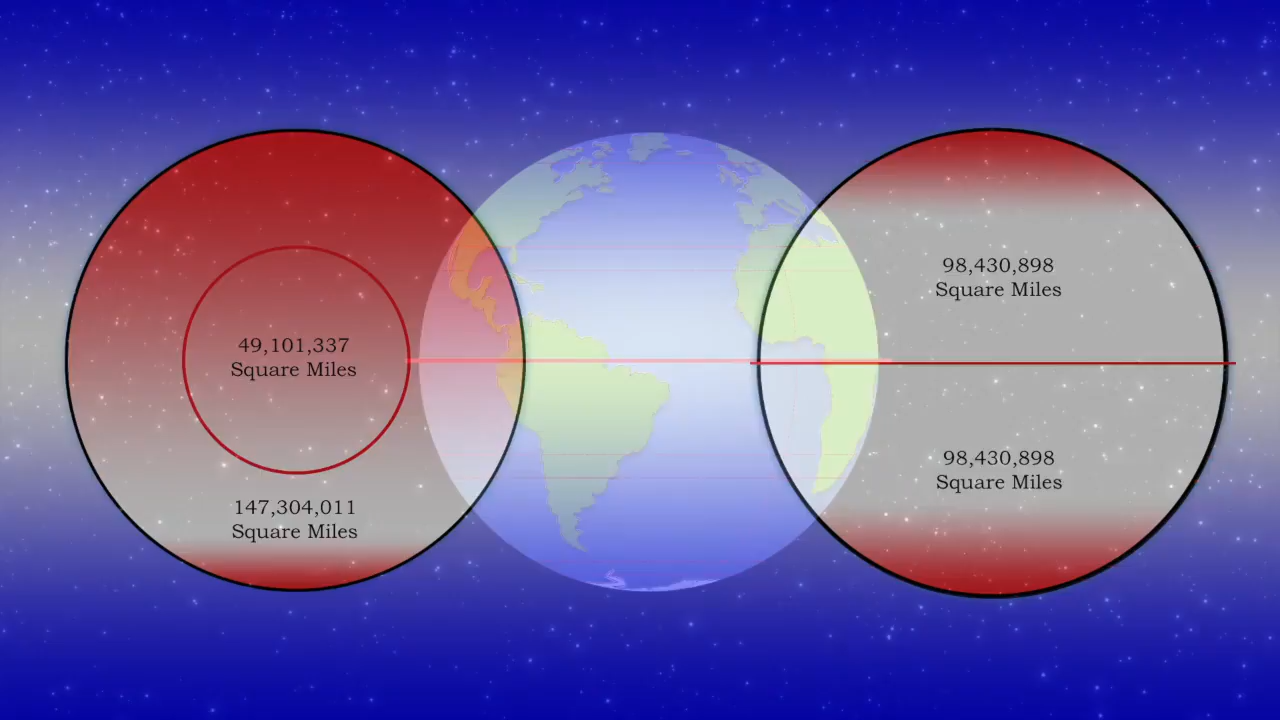 49,101,337
Square Miles
147,304,011
Square Miles
98,430,898
Square Miles
98,430,898
Square Miles